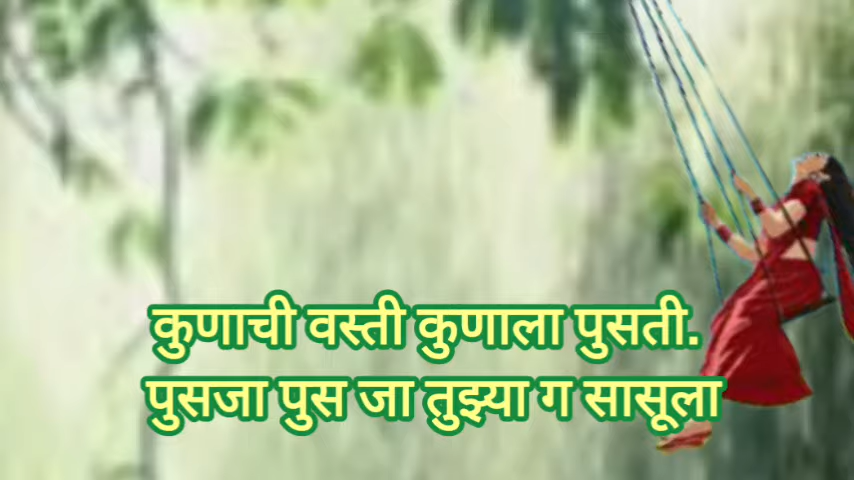 कुणाची वस्ती कुणाला पुसती.
पुसजा पुस जा तुझ्या ग सासूला